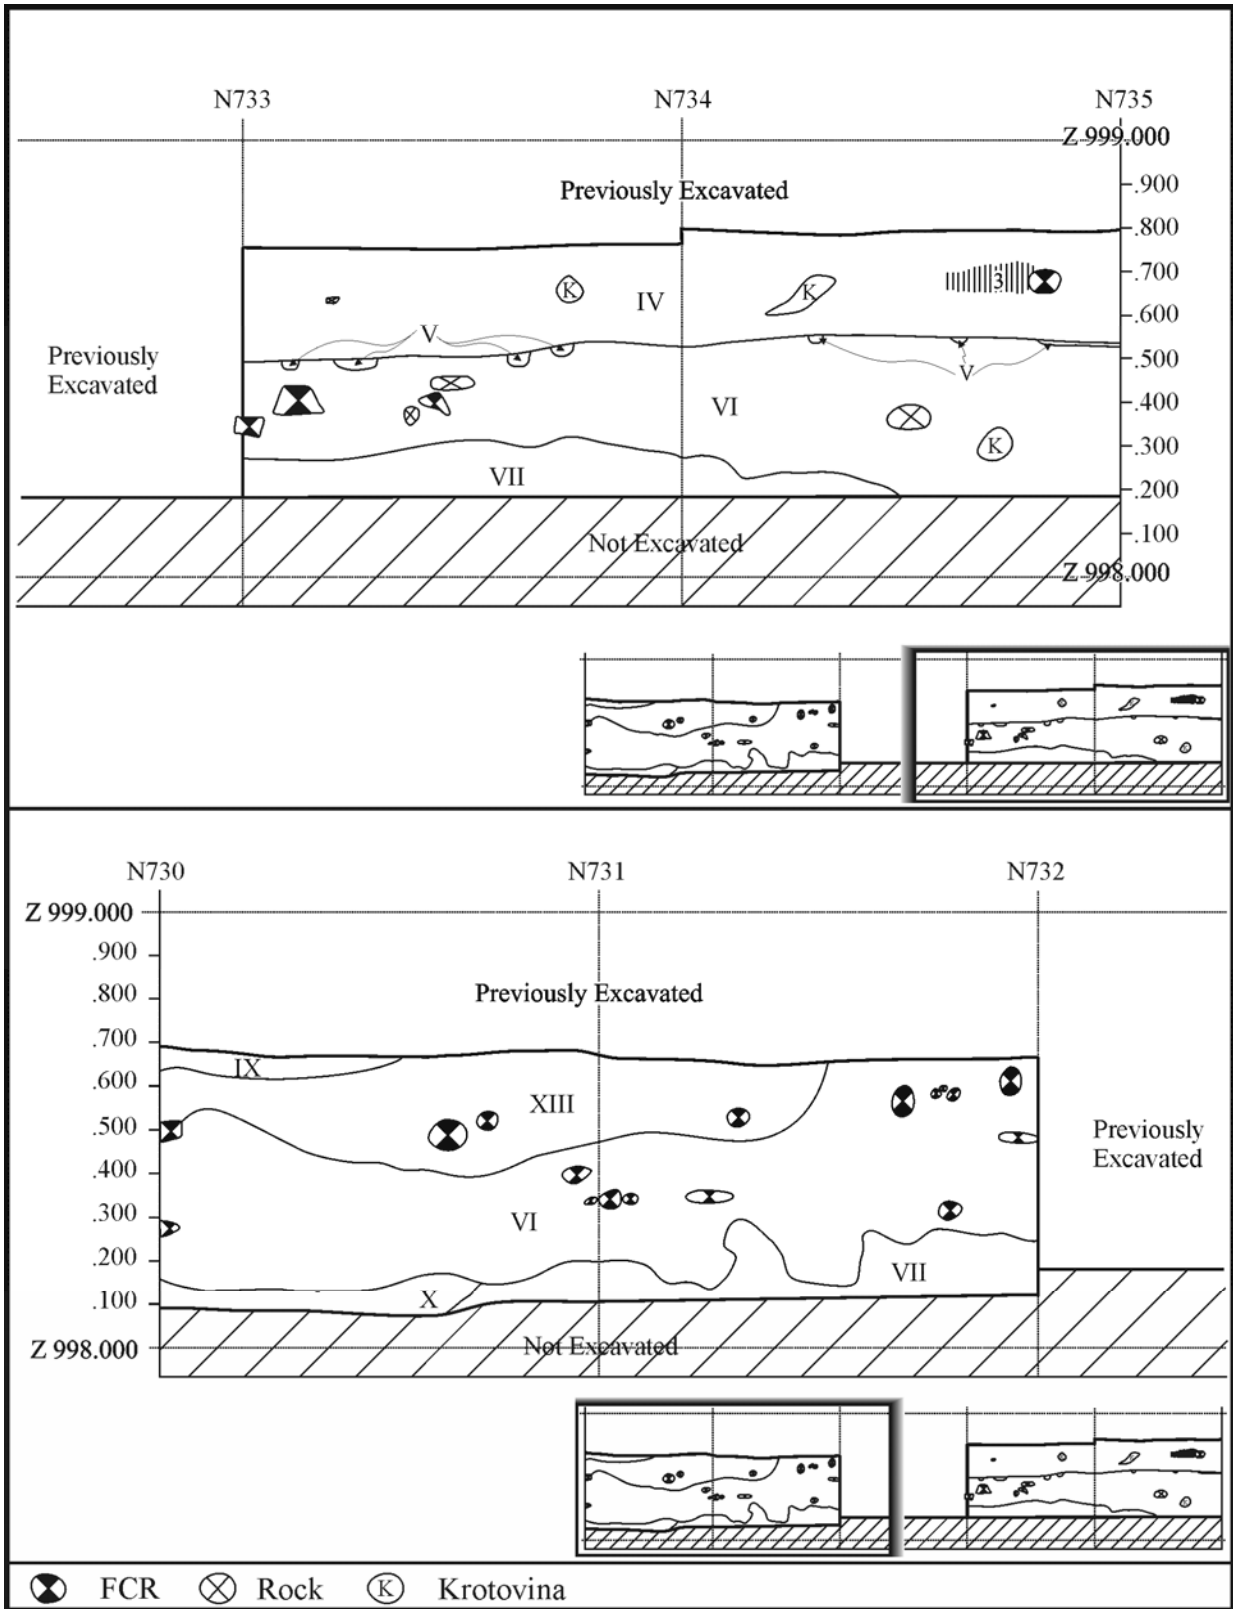 N733 N734 N735
Z 999.000
Previously Excavated
.900
.800
.700
K K 3
IV
.600
V
Previously
Excavated
.500
V
.400
VI
K
.300
VII
.200
Not Excavated
.100
Z 998.000
N730 N731 N732
Z 999.000
.900
.800
Previously Excavated
.700
IX
.600
XIII
.500
Previously
Excavated
.400
.300
VI
.200
VII
.100
X
Z 998.000
Not Excavated
FCR Rock K Krotovina